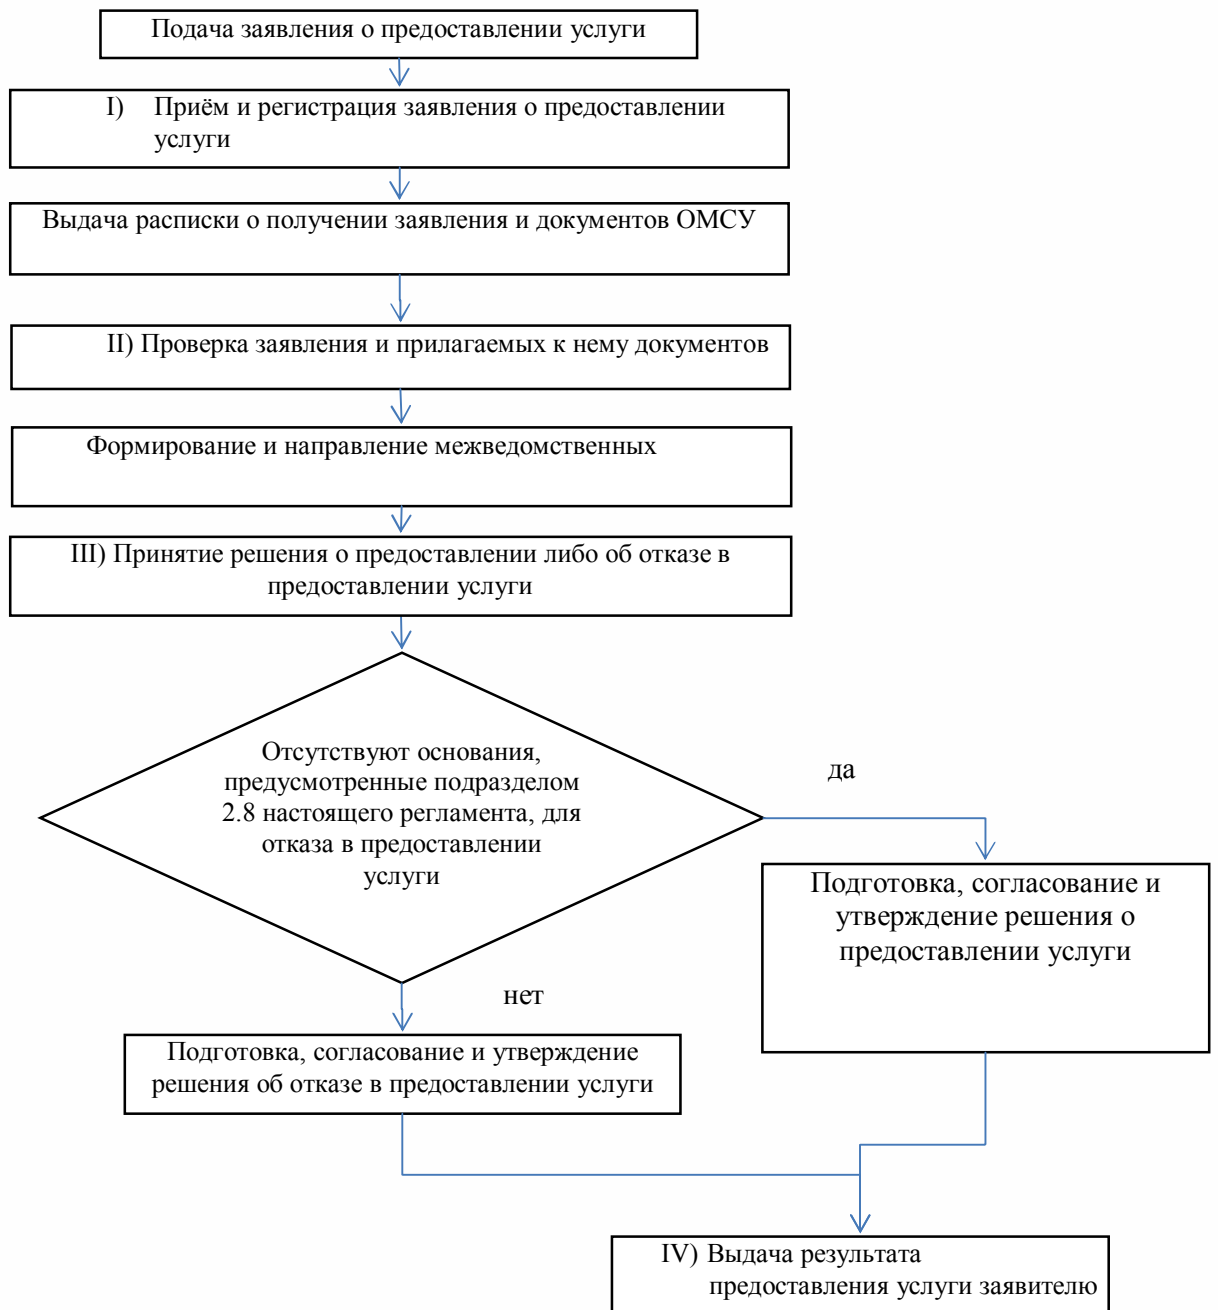 Подача заявления о предоставлении услуги
I) Приём и регистрация заявления о предоставлении
услуги
Выдача расписки о получении заявления и документов ОМСУ
II) Проверка заявления и прилагаемых к нему документов
Формирование и направление межведомственных
III) Принятие решения о предоставлении либо об отказе в
предоставлении услуги
Отсутствуют основания,
предусмотренные подразделом
2.8 настоящего регламента, для
отказа в предоставлении
услуги
да
Подготовка, согласование и
утверждение решения о
предоставлении услуги
нет
Подготовка, согласование и утверждение
решения об отказе в предоставлении услуги
IV) Выдача результата
предоставления услуги заявителю